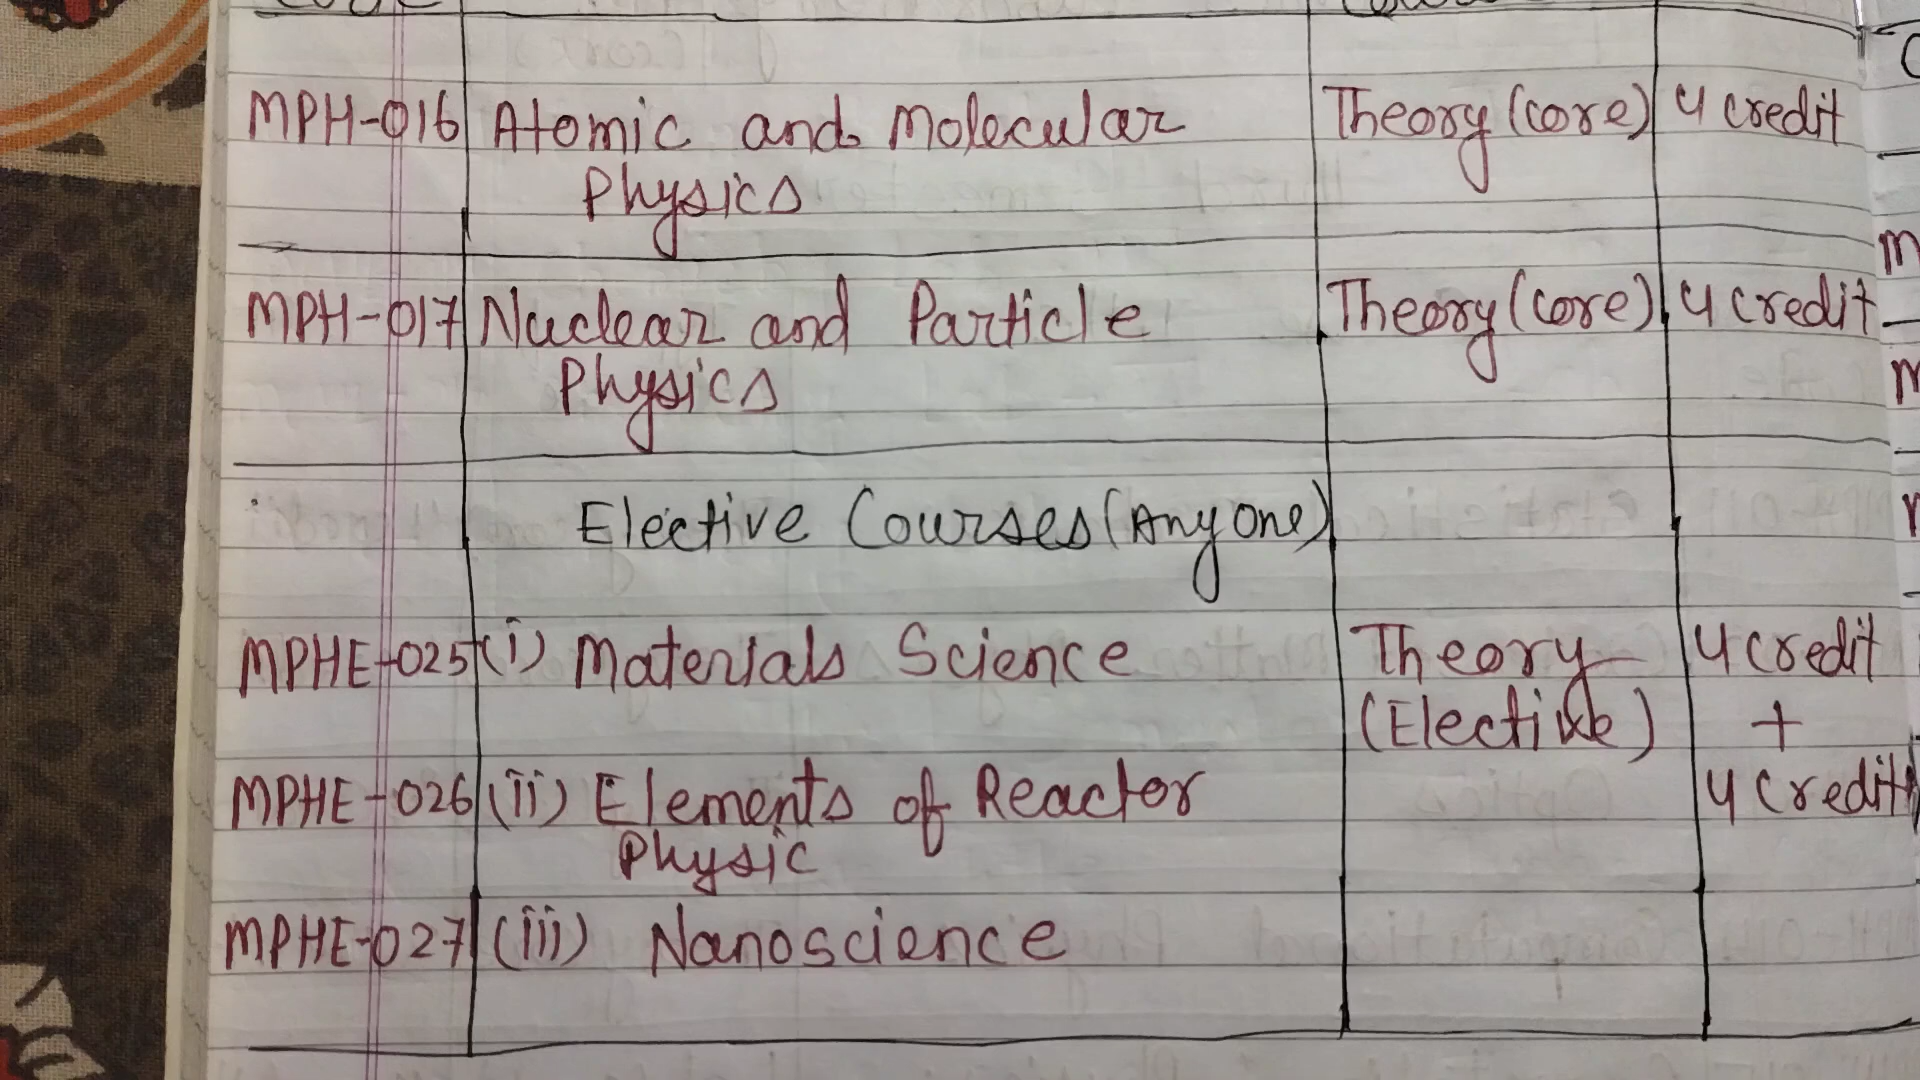 MPH-016 Atomic and Molecular Theory (core) 4 credit
Physics
MPH-017 Nuclear and Particle Theory (core) 4 credit
Physics
Elective Courses (Any one)
MPHE-025 (i) Materials Science Theory 4 credit
(Elective) +
MPHE-026 (ii) Elements of Reactor 4 credit
Physic
MPHE-027 (iii) Nanoscience